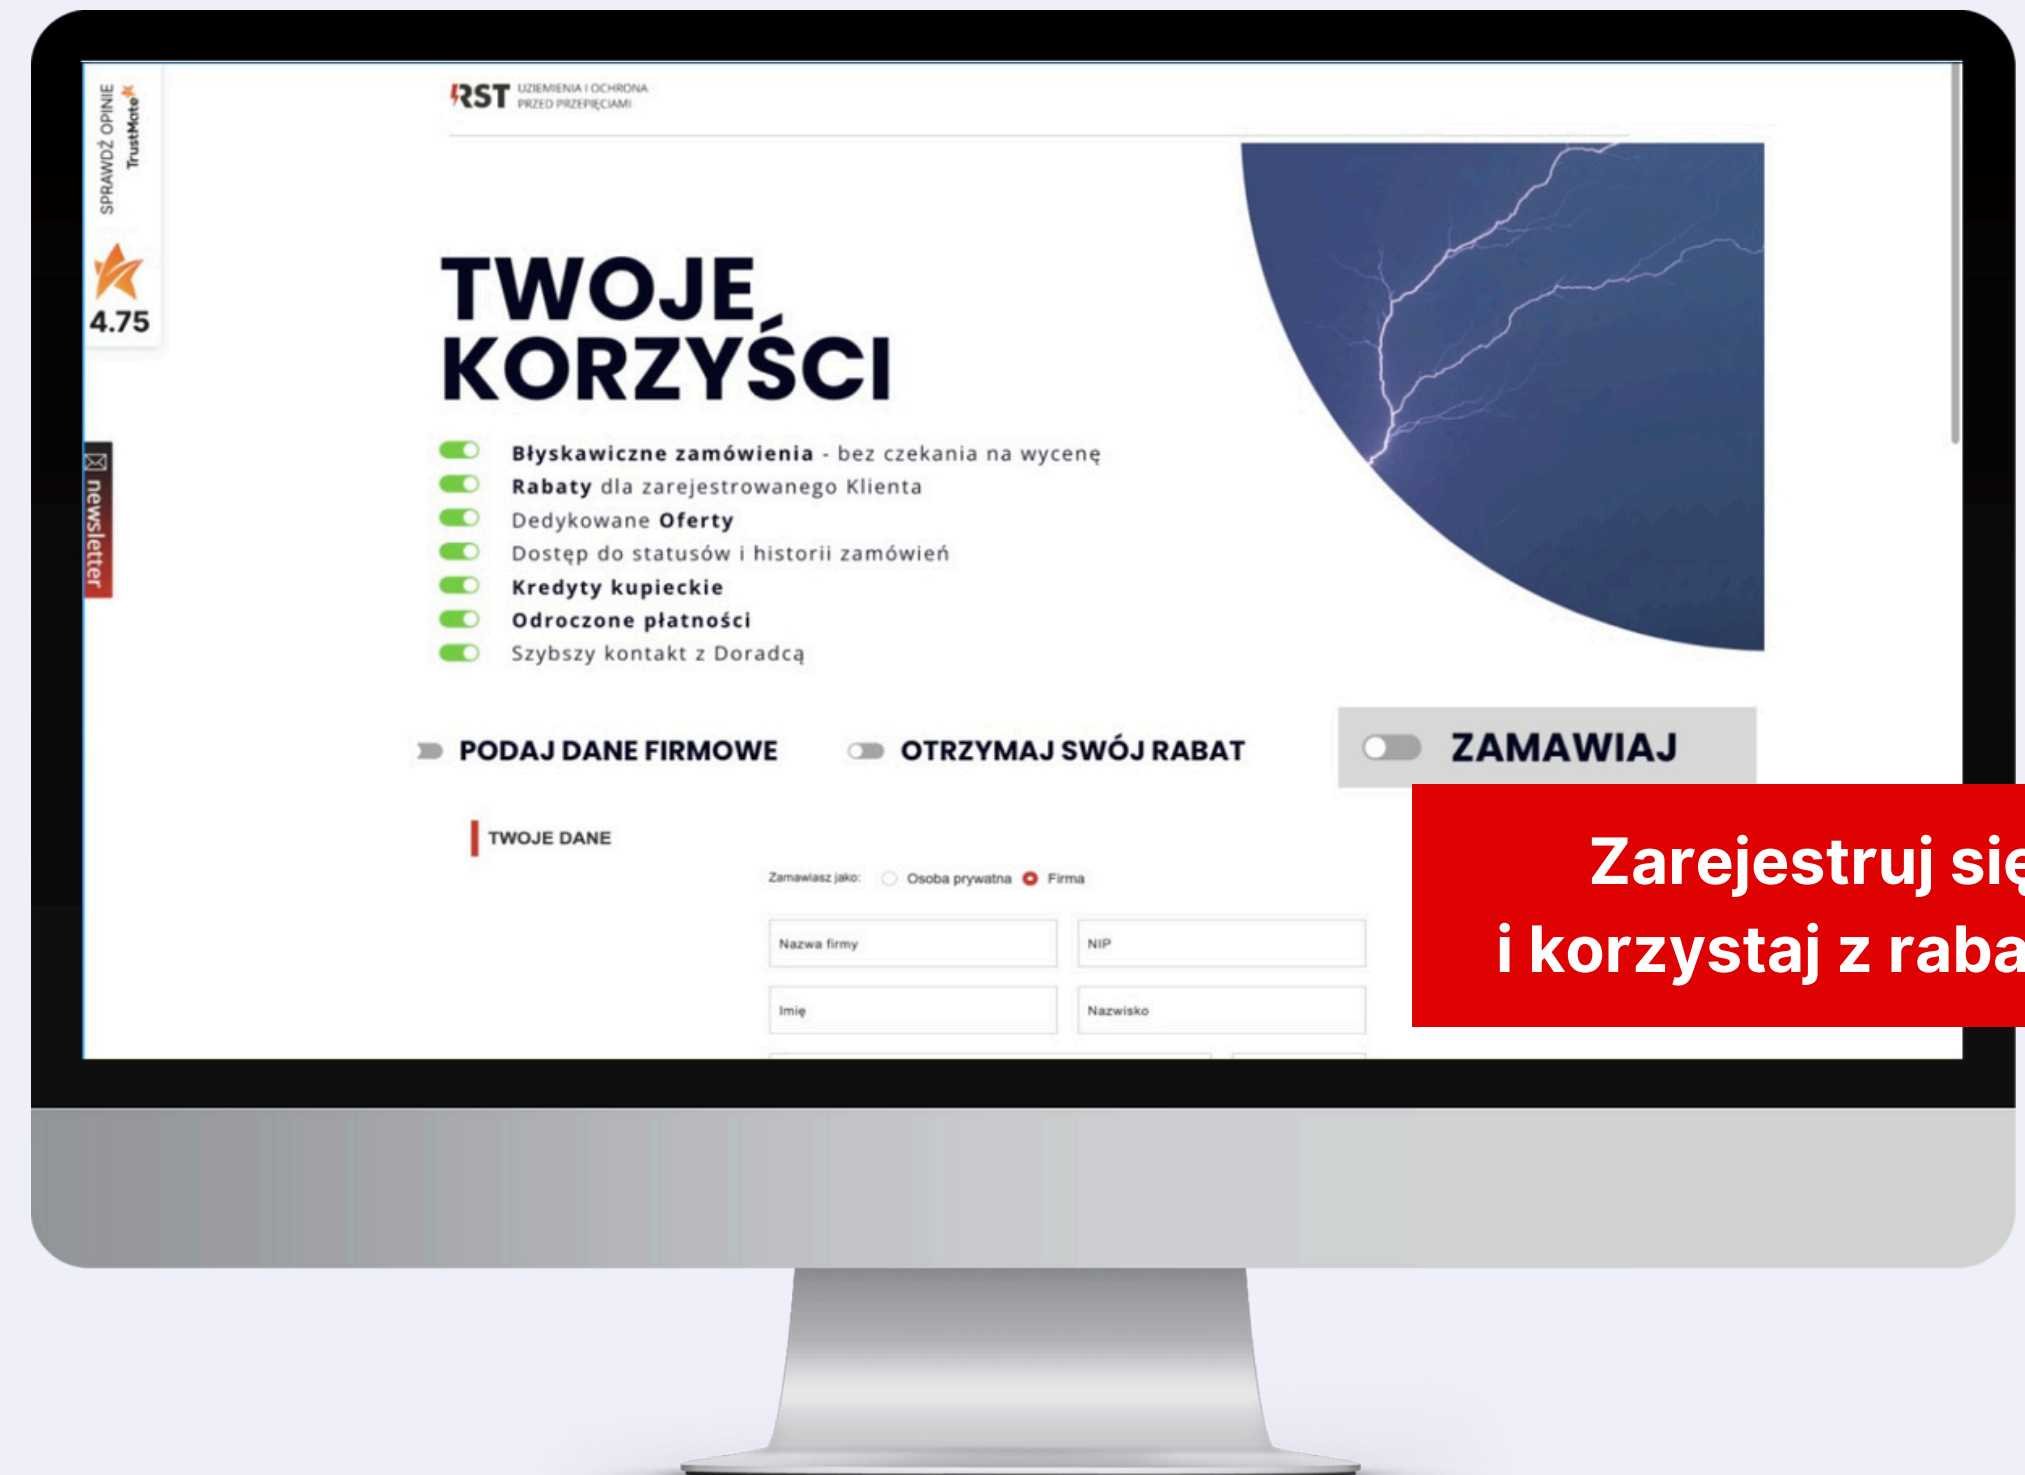 SPRAWDŹ OPINIE
TrustMate
4.75
newsletter
RST UZIEMIENIA I OCHRONA
PRZED PRZEPIĘCIAMI
TWOJE
KORZYŚCI
Błyskawiczne zamówienia - bez czekania na wycenę
Rabaty dla zarejestrowanego Klienta
Dedykowane Oferty
Dostęp do statusów i historii zamówień
Kredyty kupieckie
Odroczone płatności
Szybszy kontakt z Doradcą
PODAJ DANE FIRMOWE
OTRZYMAJ SWÓJ RABAT
ZAMAWIAJ
TWOJE DANE
Zamawiasz jako: Osoba prywatna Firma
Nazwa firmy
NIP
Imię
Nazwisko
Zarejestruj się
i korzystaj z raba